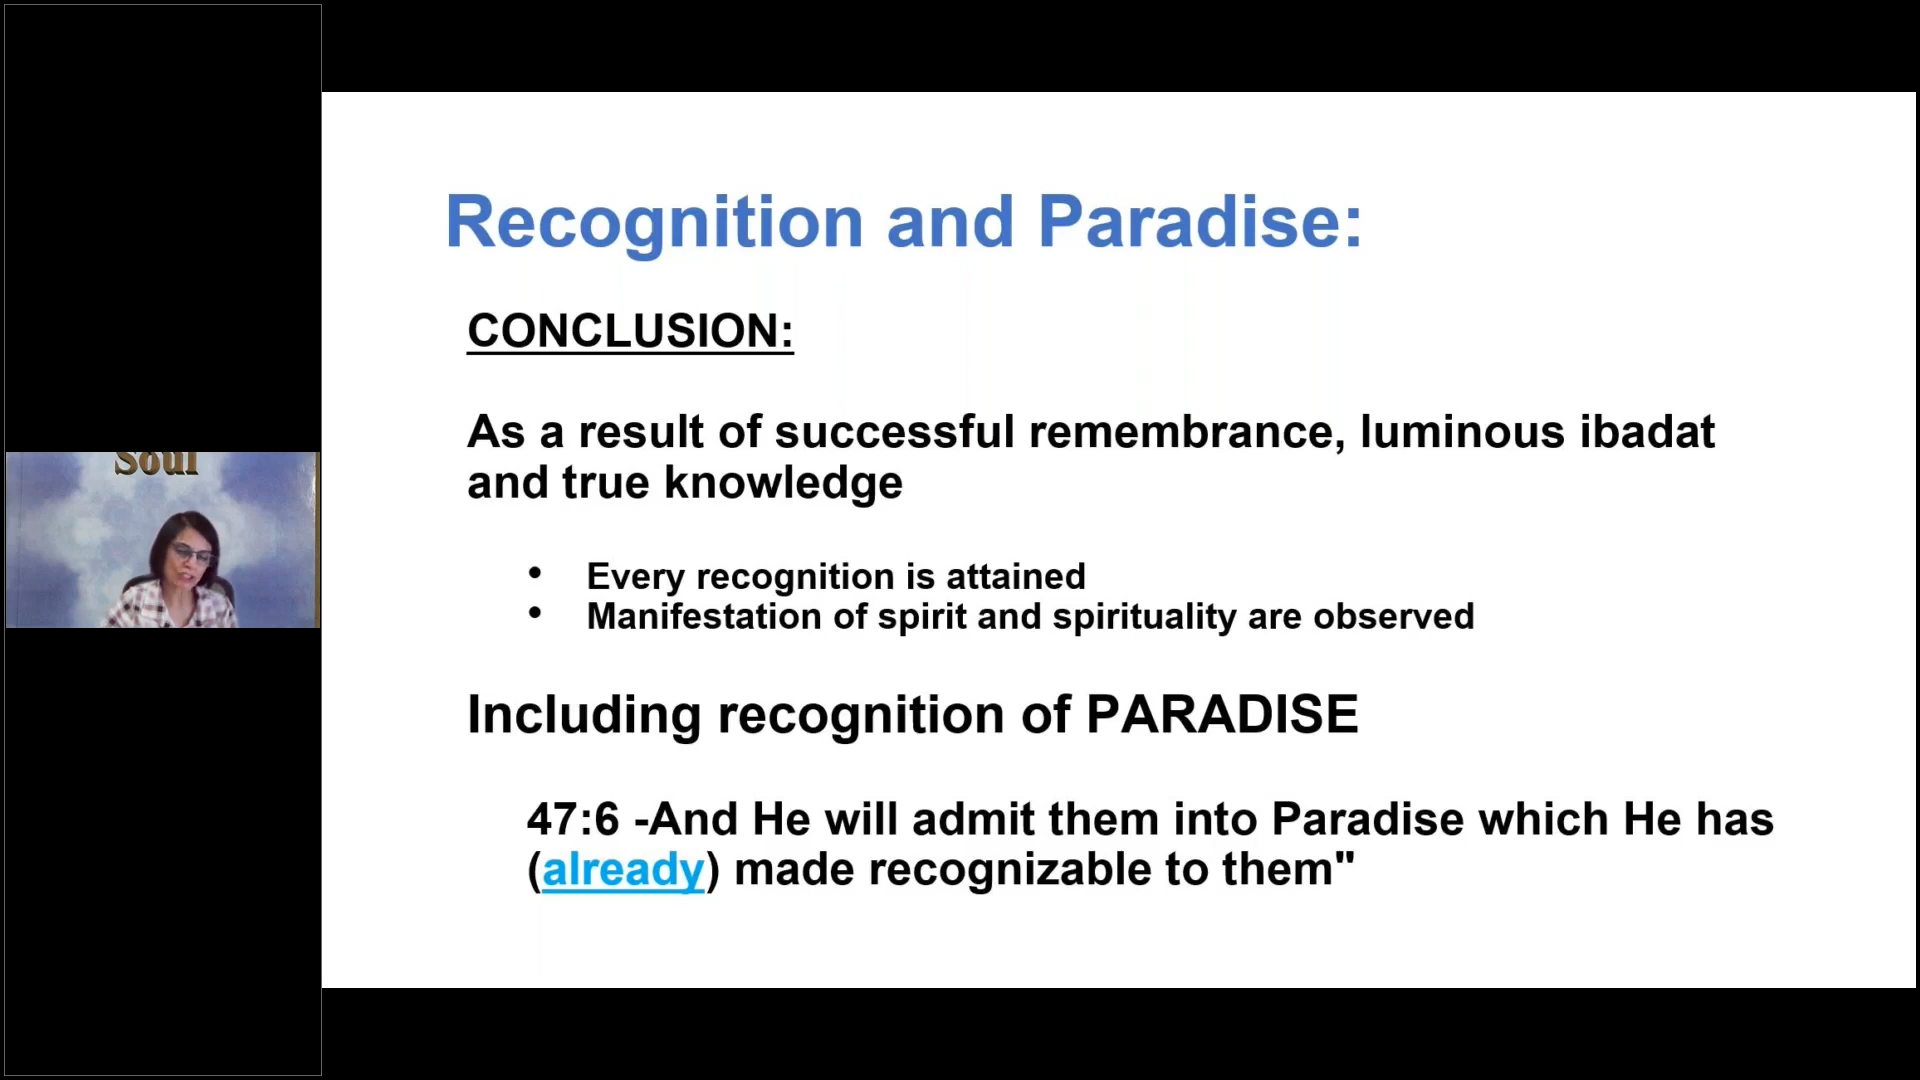 Soul
Recognition and Paradise:
CONCLUSION:
As a result of successful remembrance, luminous ibadat
and true knowledge
• Every recognition is attained
• Manifestation of spirit and spirituality are observed
Including recognition of PARADISE
47:6 -And He will admit them into Paradise which He has
(already) made recognizable to them"